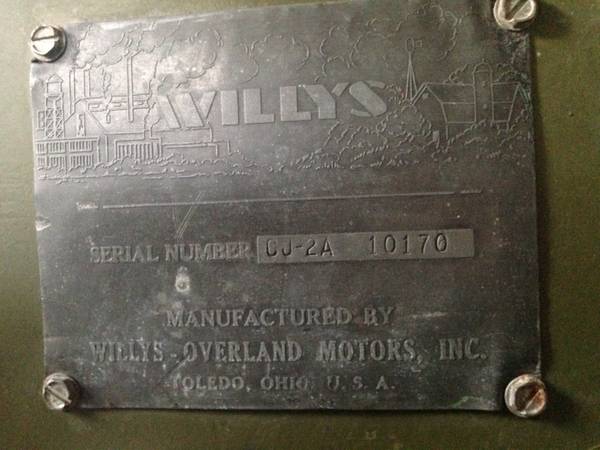 WILLYS
SERIAL NUMBER CJ-2A 10170
MANUFACTURED BY
WILLYS-OVERLAND MOTORS, INC.
TOLEDO, OHIO, U. S. A.